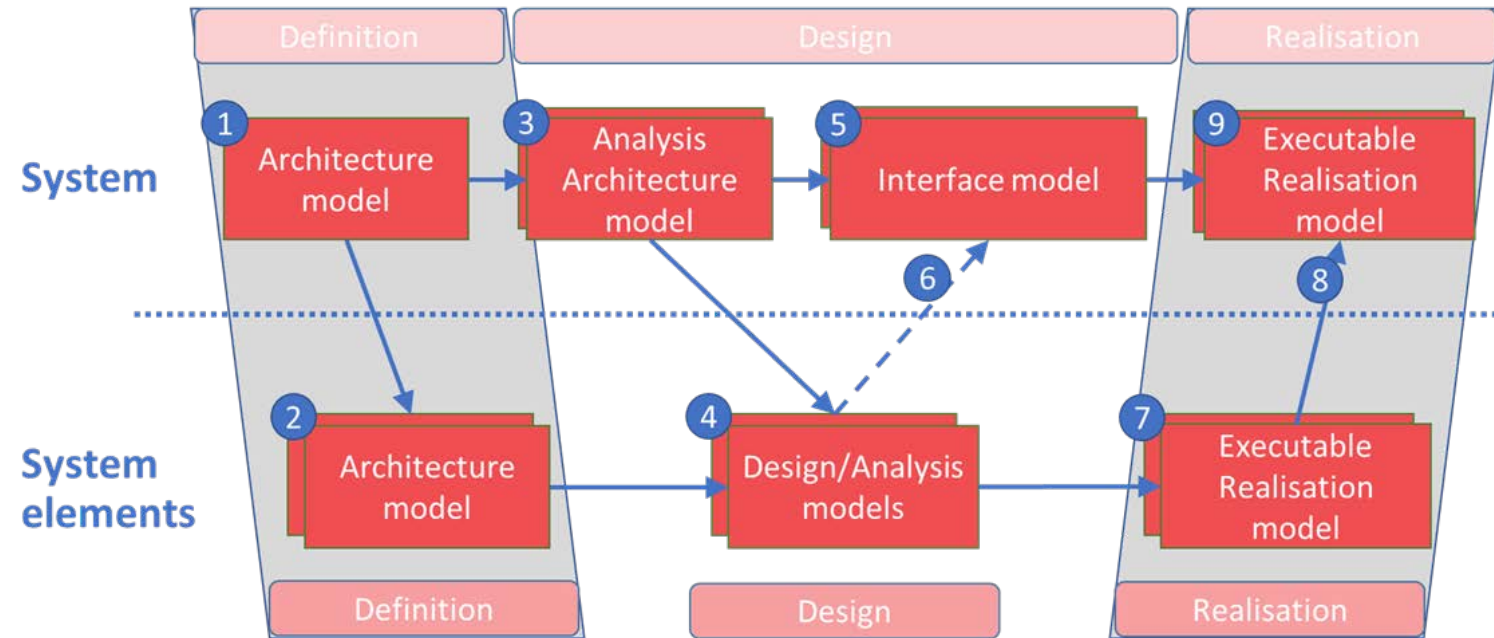 Definition
Design
Realisation
System
1
Architecture
model
3
Analysis
Architecture
model
5
Interface model
9
Executable
Realisation
model
6
8
System
elements
2
Architecture
model
4
Design/Analysis
models
7
Executable
Realisation
model
Definition
Design
Realisation